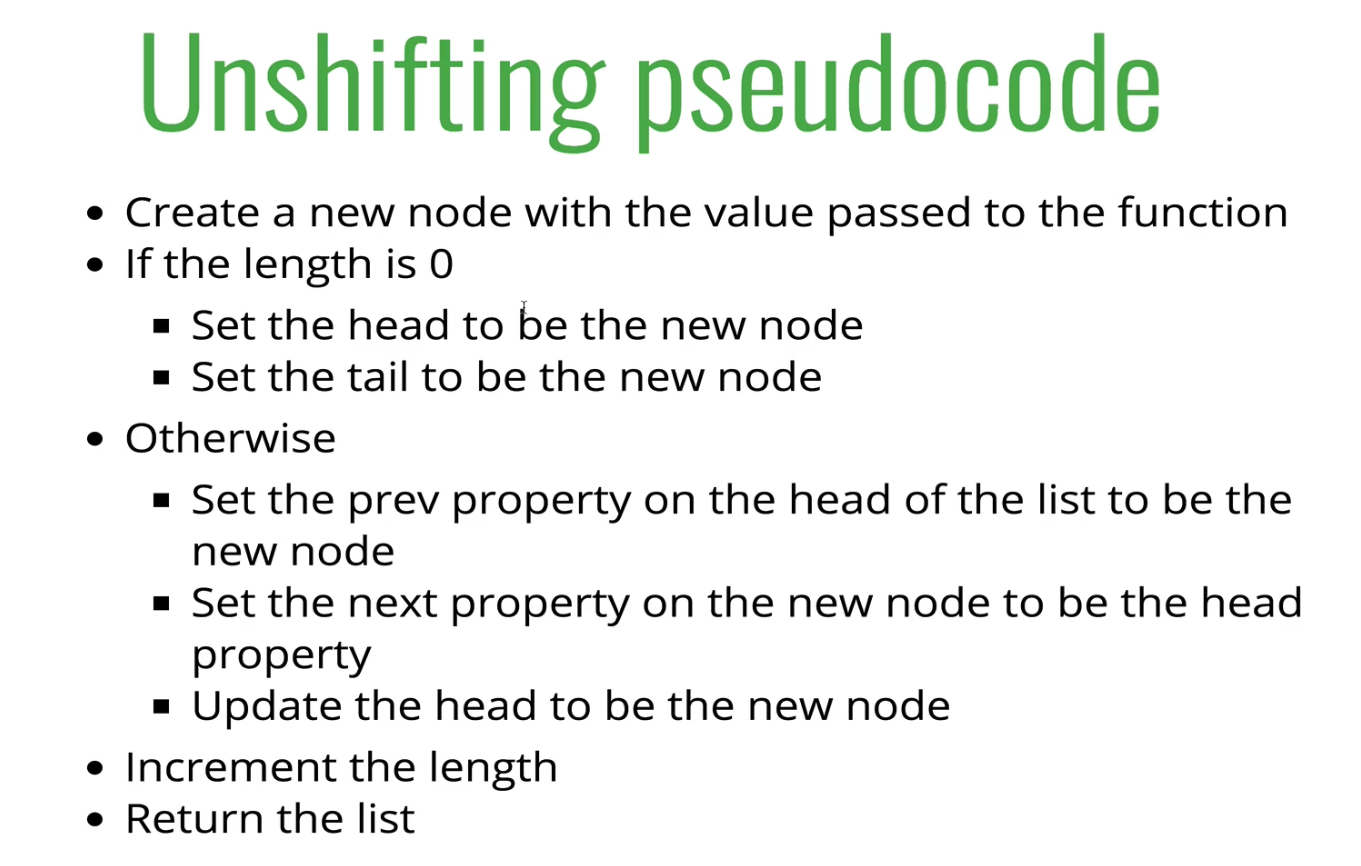 Unshifting pseudocode
Create a new node with the value passed to the function
If the length is 0
Set the head to be the new node
Set the tail to be the new node
Otherwise
Set the prev property on the head of the list to be the
new node
Set the next property on the new node to be the head
property
Update the head to be the new node
Increment the length
Return the list